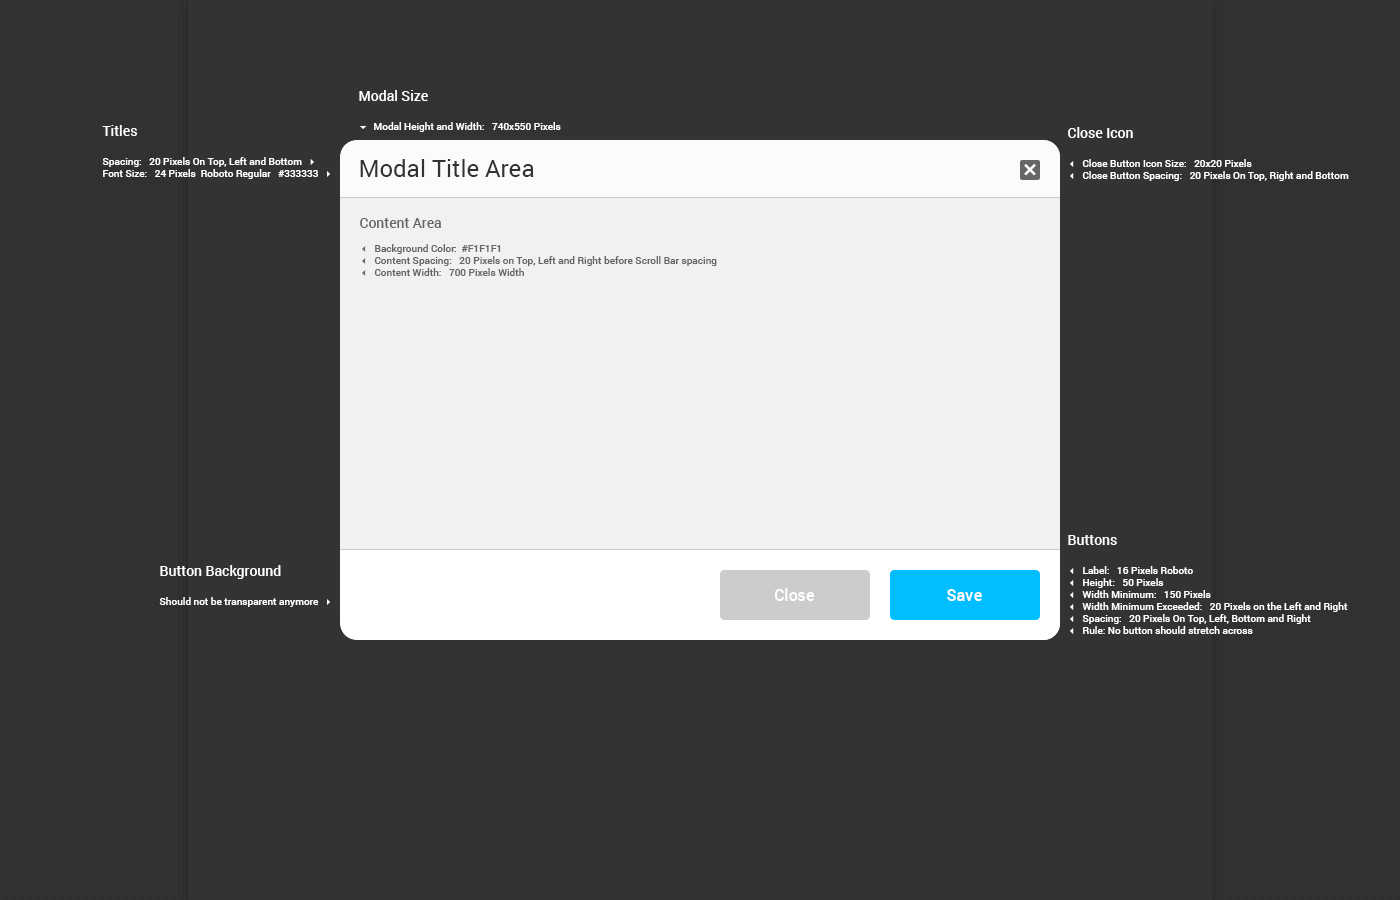 Modal Size
Modal Height and Width: 740x550 Pixels
Titles
Spacing: 20 Pixels On Top, Left and Bottom
Font Size: 24 Pixels Roboto Regular #333333
Close Icon
Close Button Icon Size: 20x20 Pixels
Close Button Spacing: 20 Pixels On Top, Right and Bottom
Modal Title Area
Content Area
Background Color: #F1F1F1
Content Spacing: 20 Pixels on Top, Left and Right before Scroll Bar spacing
Content Width: 700 Pixels Width
Button Background
Should not be transparent anymore
Close
Save
Buttons
Label: 16 Pixels Roboto
Height: 50 Pixels
Width Minimum: 150 Pixels
Width Minimum Exceeded: 20 Pixels on the Left and Right
Spacing: 20 Pixels On Top, Left, Bottom and Right
Rule: No button should stretch across